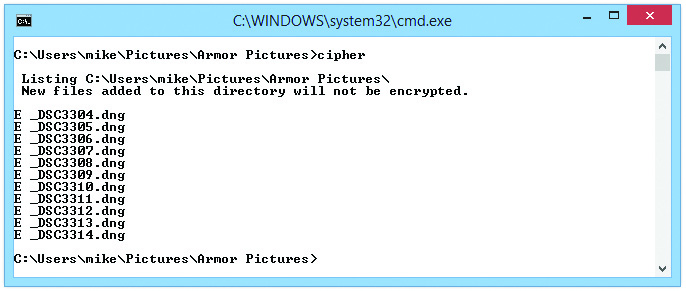 C:\WINDOWS\system32\cmd.exe
C:\Users\mike\Pictures\Armor Pictures>cipher
Listing C:\Users\mike\Pictures\Armor Pictures\
New files added to this directory will not be encrypted.
E _DSC3304.dng
E _DSC3305.dng
E _DSC3306.dng
E _DSC3307.dng
E _DSC3308.dng
E _DSC3309.dng
E _DSC3310.dng
E _DSC3311.dng
E _DSC3312.dng
E _DSC3313.dng
E _DSC3314.dng
C:\Users\mike\Pictures\Armor Pictures>